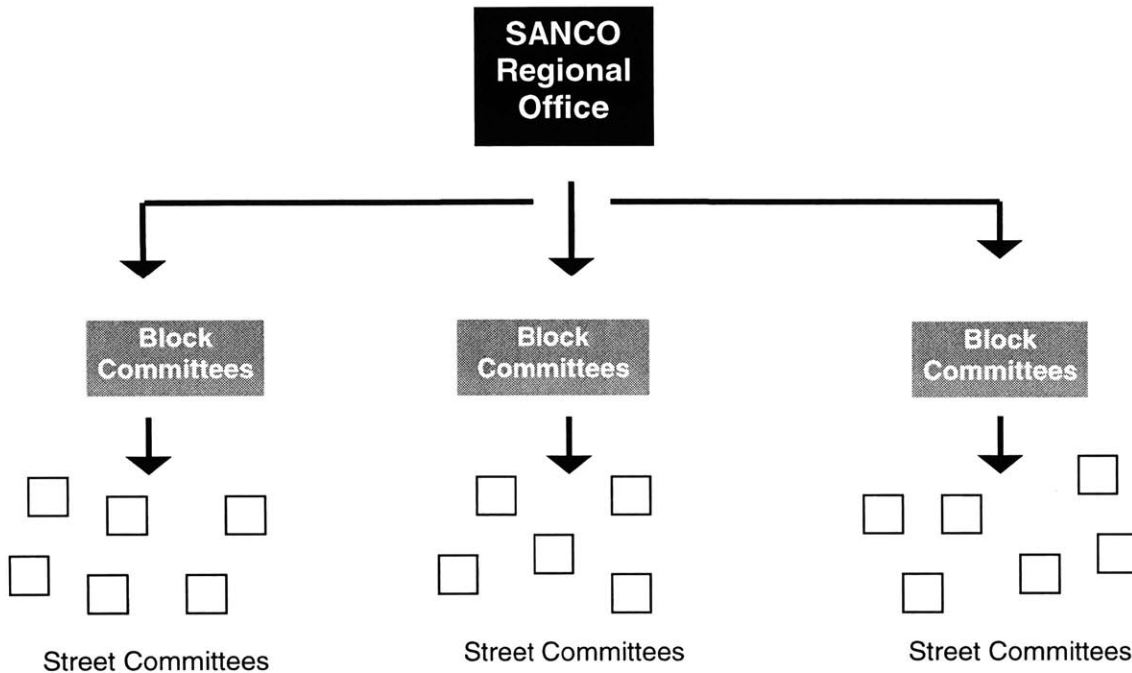 SANCO
Regional
Office
Block
Committees
Block
Committees
Block
Committees
Street Committees
Street Committees
Street Committees